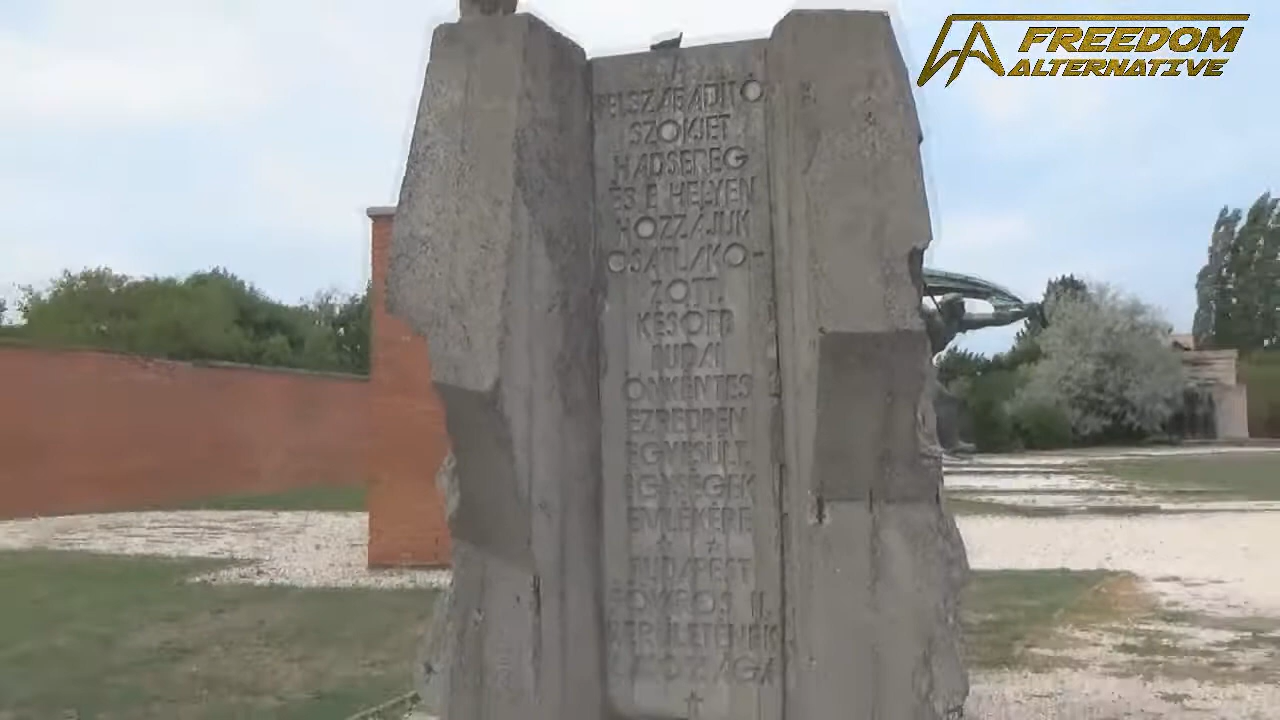 FREEDOM
ALTERNATIVE
FELSZABADÍTÓ
SZOVJET
HADSEREG
ÉS E HELYEN
HOZZÁJUK
CSATLAKO-
ZOTT,
KÉSŐBB
BUDAI
ÖNKÉNTES
EZREDBEN
EGYESÜLT
EGYSÉGEK
EMLÉKÉRE
BUDAPEST
FŐVÁROS II.
KERÜLETÉNEK